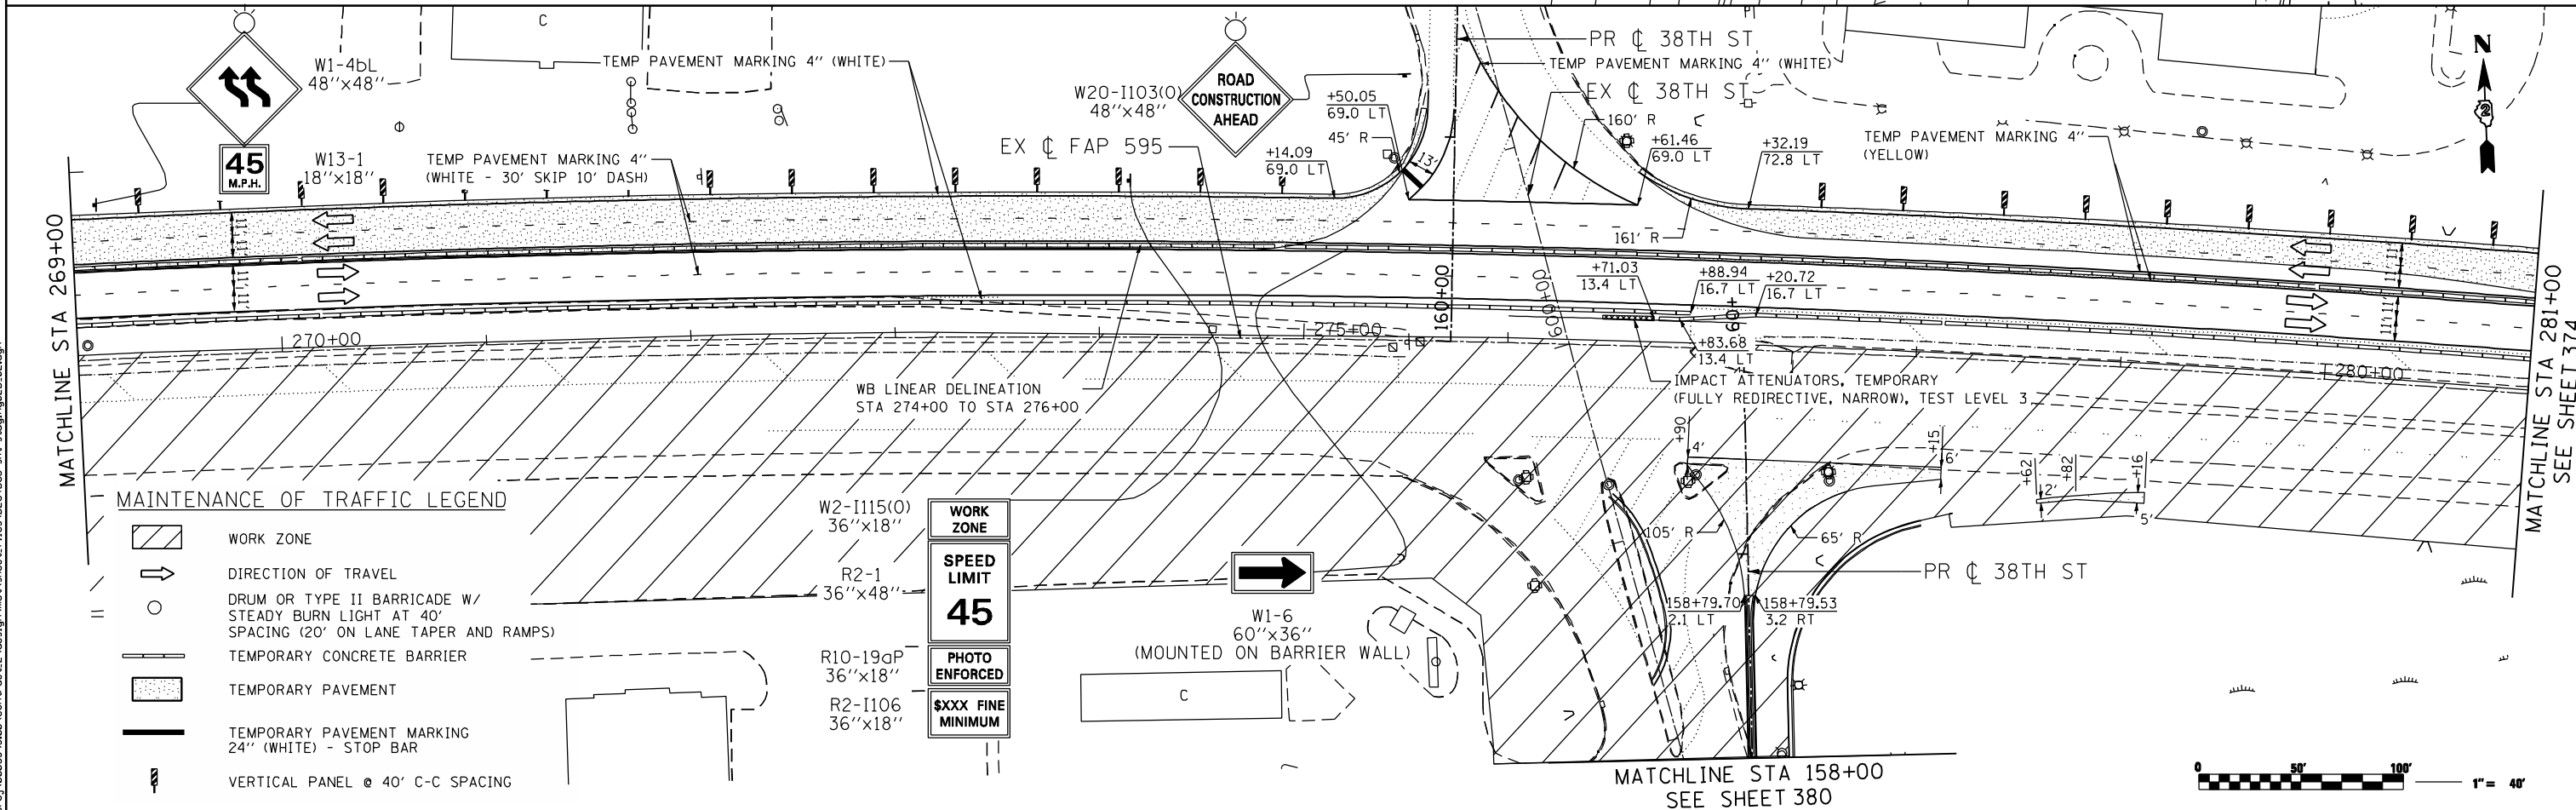 C
W1-4bL
48''x48''
45
M.P.H.
W13-1
18''x18''
TEMP PAVEMENT MARKING 4'' (WHITE)
TEMP PAVEMENT MARKING 4''
(WHITE - 30' SKIP 10' DASH)
W20-I103(O)
48''x48''
ROAD
CONSTRUCTION
AHEAD
EX ℄ FAP 595
+14.09
69.0 LT
+50.05
69.0 LT
45' R
13'
PR ℄ 38TH ST
TEMP PAVEMENT MARKING 4'' (WHITE)
EX ℄ 38TH ST
160' R
+61.46
69.0 LT
+32.19
72.8 LT
TEMP PAVEMENT MARKING 4''
(YELLOW)
N
2
MATCHLINE STA 269+00
11' 11'
11' 11'
161' R
+71.03
13.4 LT
+88.94
16.7 LT
+20.72
16.7 LT
+83.68
13.4 LT
160+00
600+00
+09
11' 11'
11' 11'
270+00
275+00
280+00
MATCHLINE STA 281+00
SEE SHEET 374
WB LINEAR DELINEATION
STA 274+00 TO STA 276+00
IMPACT ATTENUATORS, TEMPORARY
(FULLY REDIRECTIVE, NARROW), TEST LEVEL 3
+90
4'
+15
6'
+62
2'
+82
+16
5'
105' R
65' R
PR ℄ 38TH ST
158+79.70
2.1 LT
158+79.53
3.2 RT
MAINTENANCE OF TRAFFIC LEGEND
WORK ZONE
DIRECTION OF TRAVEL
DRUM OR TYPE II BARRICADE W/
STEADY BURN LIGHT AT 40'
SPACING (20' ON LANE TAPER AND RAMPS)
TEMPORARY CONCRETE BARRIER
TEMPORARY PAVEMENT
TEMPORARY PAVEMENT MARKING
24'' (WHITE) - STOP BAR
VERTICAL PANEL @ 40' C-C SPACING
W2-I115(O)
36''x18''
WORK
ZONE
R2-1
36''x48''
SPEED
LIMIT
45
R10-19aP
36''x18''
PHOTO
ENFORCED
R2-I106
36''x18''
$XXX FINE
MINIMUM
W1-6
60''x36''
(MOUNTED ON BARRIER WALL)
C
MATCHLINE STA 158+00
SEE SHEET 380
0 50' 100'
1'' = 40'